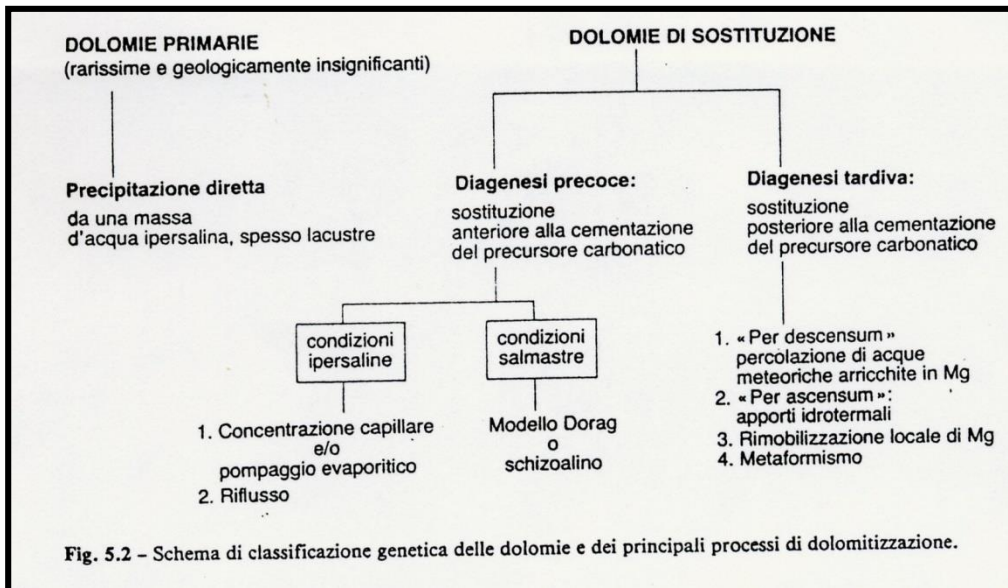 DOLOMIE PRIMARIE
(rarissime e geologicamente insignificanti)
Precipitazione diretta
da una massa
d'acqua ipersalina, spesso lacustre
DOLOMIE DI SOSTITUZIONE
Diagenesi precoce:
sostituzione
anteriore alla cementazione
del precursore carbonatico
condizioni
ipersaline
1. Concentrazione capillare
e/o
pompaggio evaporitico
2. Riflusso
condizioni
salmastre
Modello Dorag
o
schizoalino
Diagenesi tardiva:
sostituzione
posteriore alla cementazione
del precursore carbonatico
1. «Per descensum»
percolazione di acque
meteoriche arricchite in Mg
2. «Per ascensum»:
apporti idrotermali
3. Rimobilizzazione locale di Mg
4. Metaformismo
Fig. 5.2 – Schema di classificazione genetica delle dolomie e dei principali processi di dolomitizzazione.